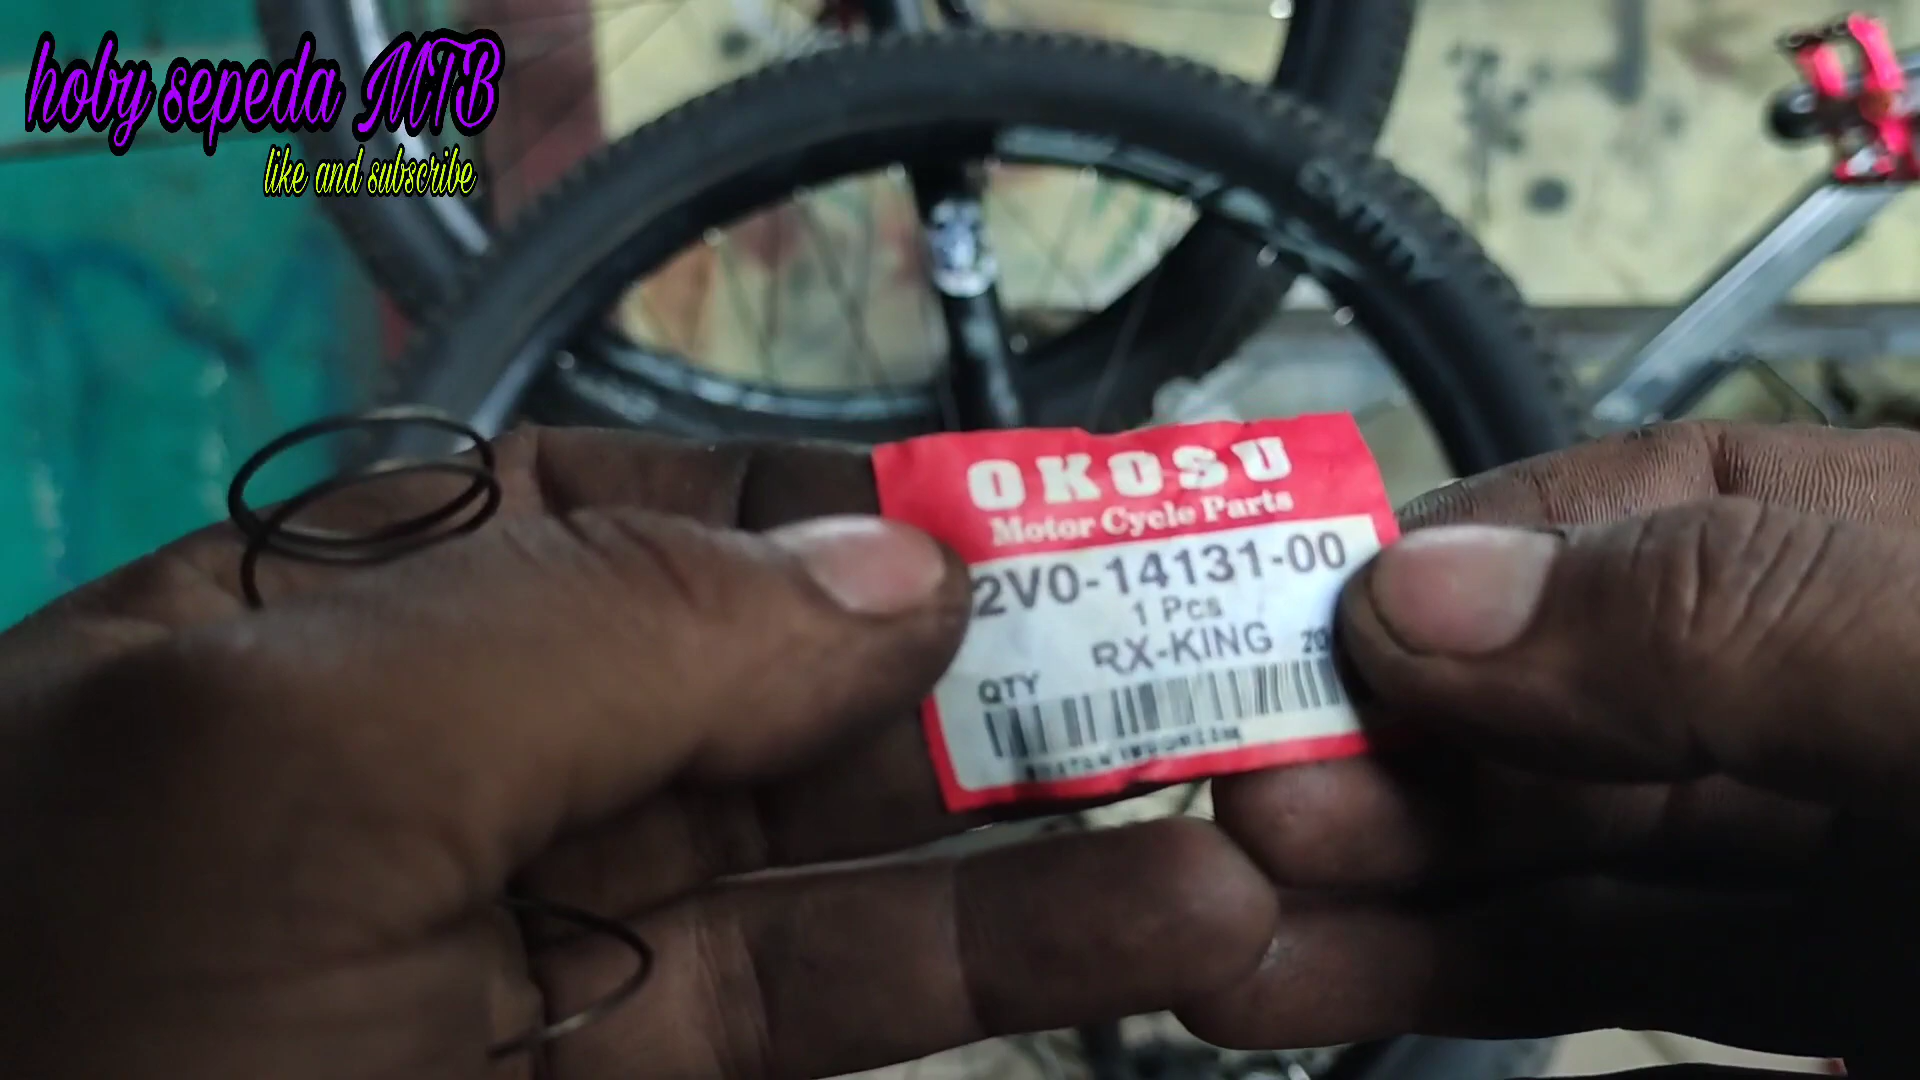 hoby sepeda MTB
like and subscribe
OKOSU
Motor Cycle Parts
2V0-14131-00
1 Pcs
RX-KING
QTY